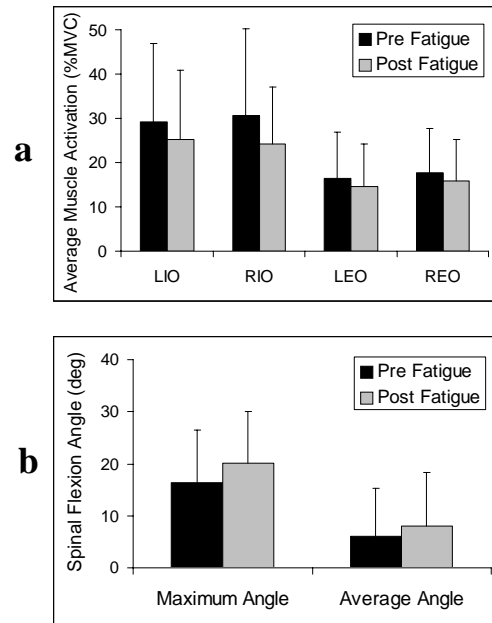 a
Average Muscle Activation (%MVC)
50
40
30
20
10
0
Pre Fatigue
Post Fatigue
LIO RIO LEO REO
b
Spinal Flexion Angle (deg)
40
30
20
10
0
Pre Fatigue
Post Fatigue
Maximum Angle Average Angle